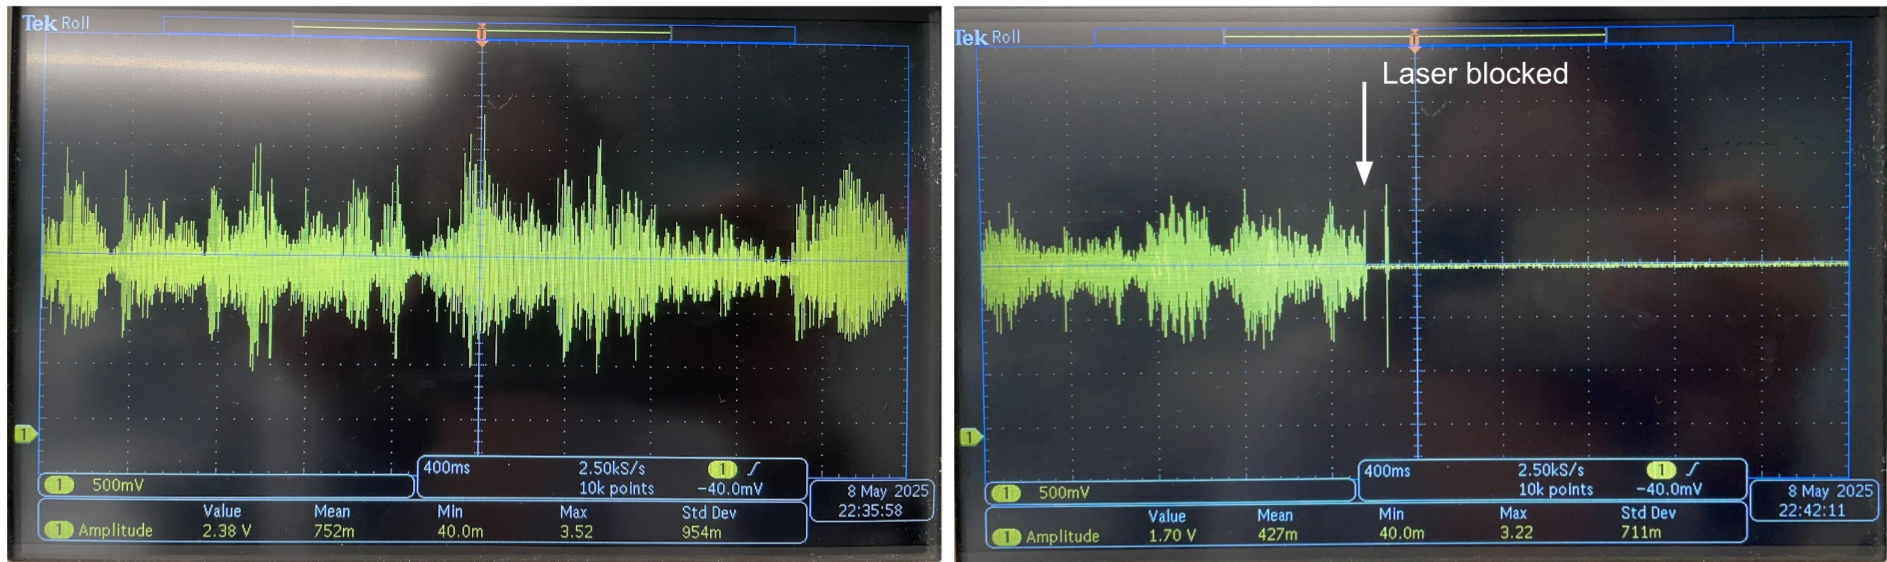 Tek Roll
1
1 500mV
400ms 2.50kS/s 1
10k points -40.0mV
Value Mean Min Max Std Dev
1 Amplitude 2.38 V 752m 40.0m 3.52 954m
8 May 2025
22:35:58
Tek Roll
Laser blocked
1
1 500mV
400ms 2.50kS/s 1
10k points -40.0mV
Value Mean Min Max Std Dev
1 Amplitude 1.70 V 427m 40.0m 3.22 711m
8 May 2025
22:42:11